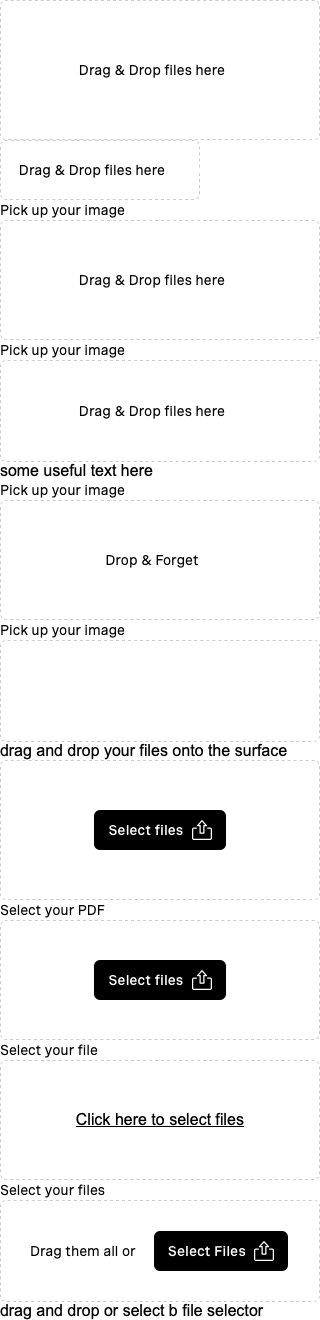 Drag & Drop files here
Drag & Drop files here
Pick up your image
Drag & Drop files here
Pick up your image
Drag & Drop files here
some useful text here
Pick up your image
Drop & Forget
Pick up your image
drag and drop your files onto the surface
Select files
Select your PDF
Select files
Select your file
Click here to select files
Select your files
Drag them all or Select Files
drag and drop or select b file selector